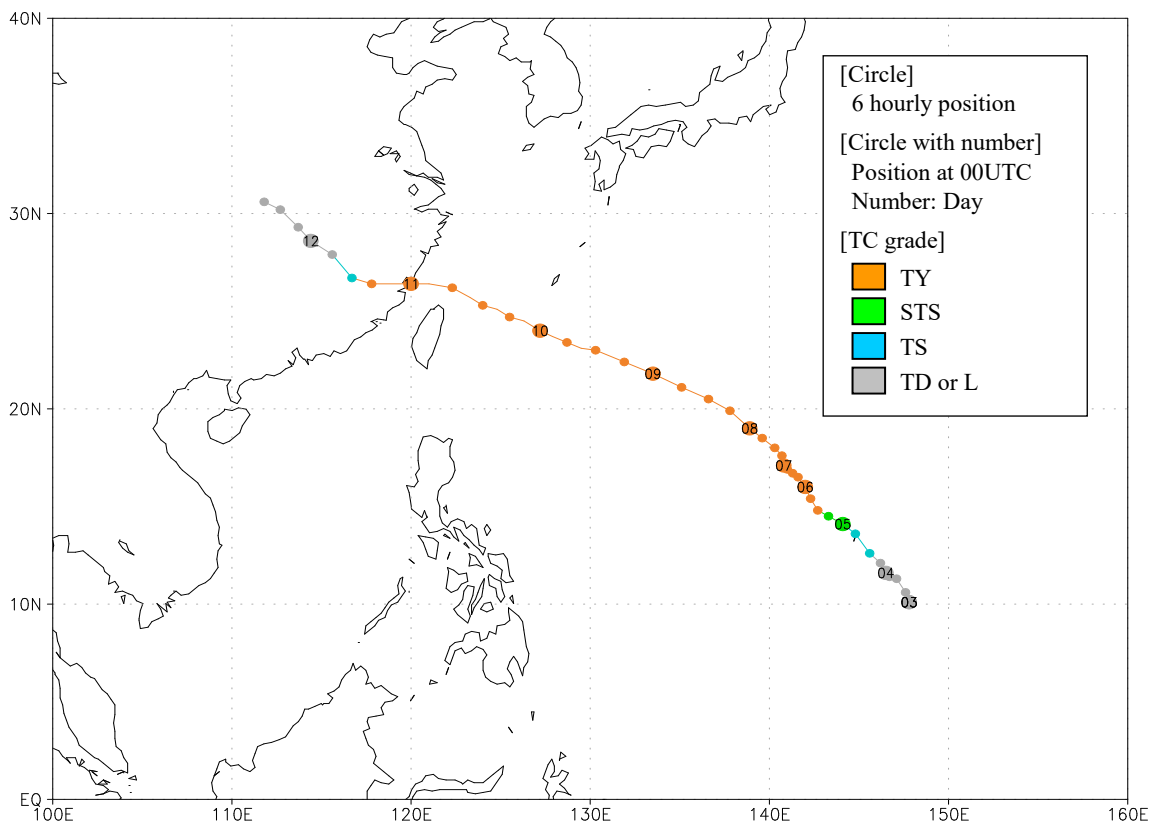 40N
[Circle]
6 hourly position
[Circle with number]
Position at 00UTC
Number: Day
[TC grade]
TY
STS
TS
TD or L
30N
12
11
10
09
20N
08
07
06
05
04
10N
03
EQ
100E 110E 120E 130E 140E 150E 160E